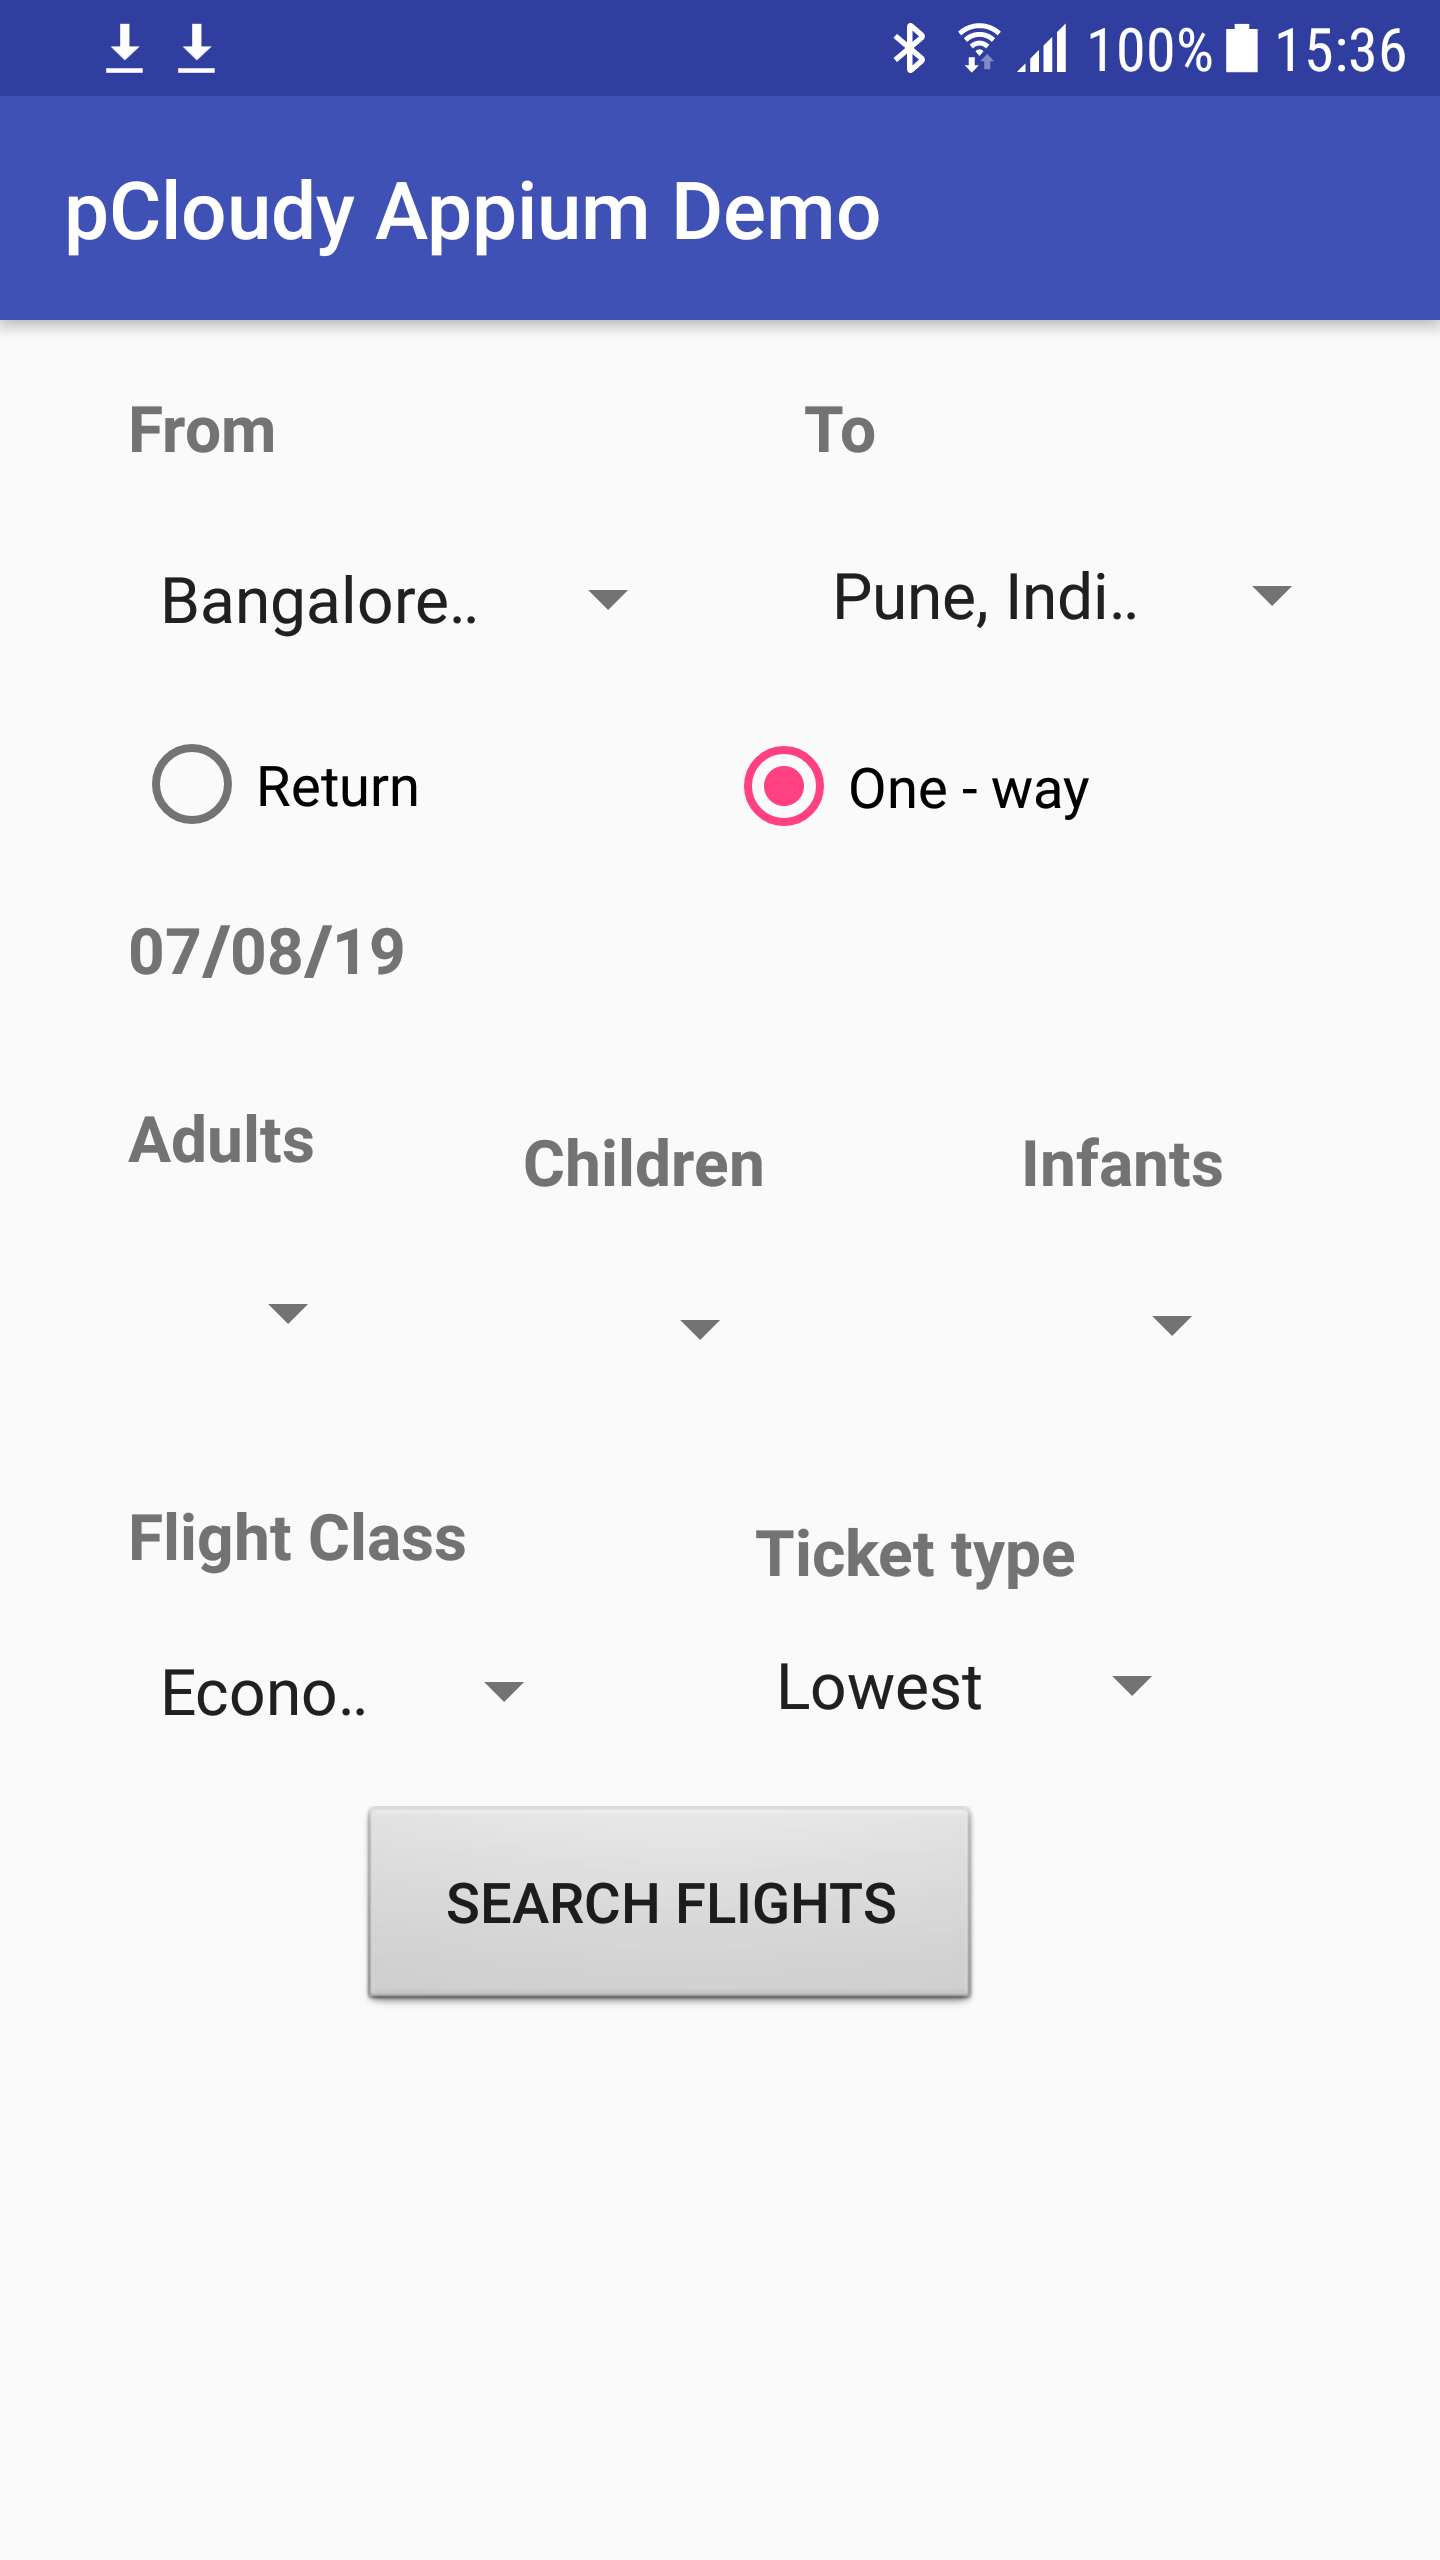 100% 15:36
pCloudy Appium Demo
From To
Bangalore.. Pune, Indi..
Return One - way
07/08/19
Adults Children Infants
Flight Class Ticket type
Econo.. Lowest
SEARCH FLIGHTS